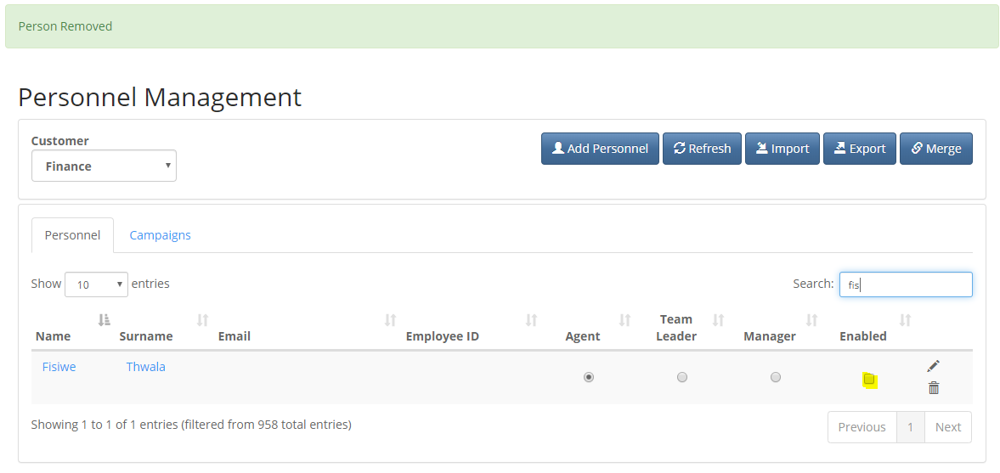 Person Removed
Personnel Management
Customer
Finance
Add Personnel Refresh Import Export Merge
Personnel Campaigns
Show 10 entries Search: fis
Name Surname Email Employee ID Agent Team Leader Manager Enabled
Fisiwe Thwala
Showing 1 to 1 of 1 entries (filtered from 958 total entries) Previous 1 Next